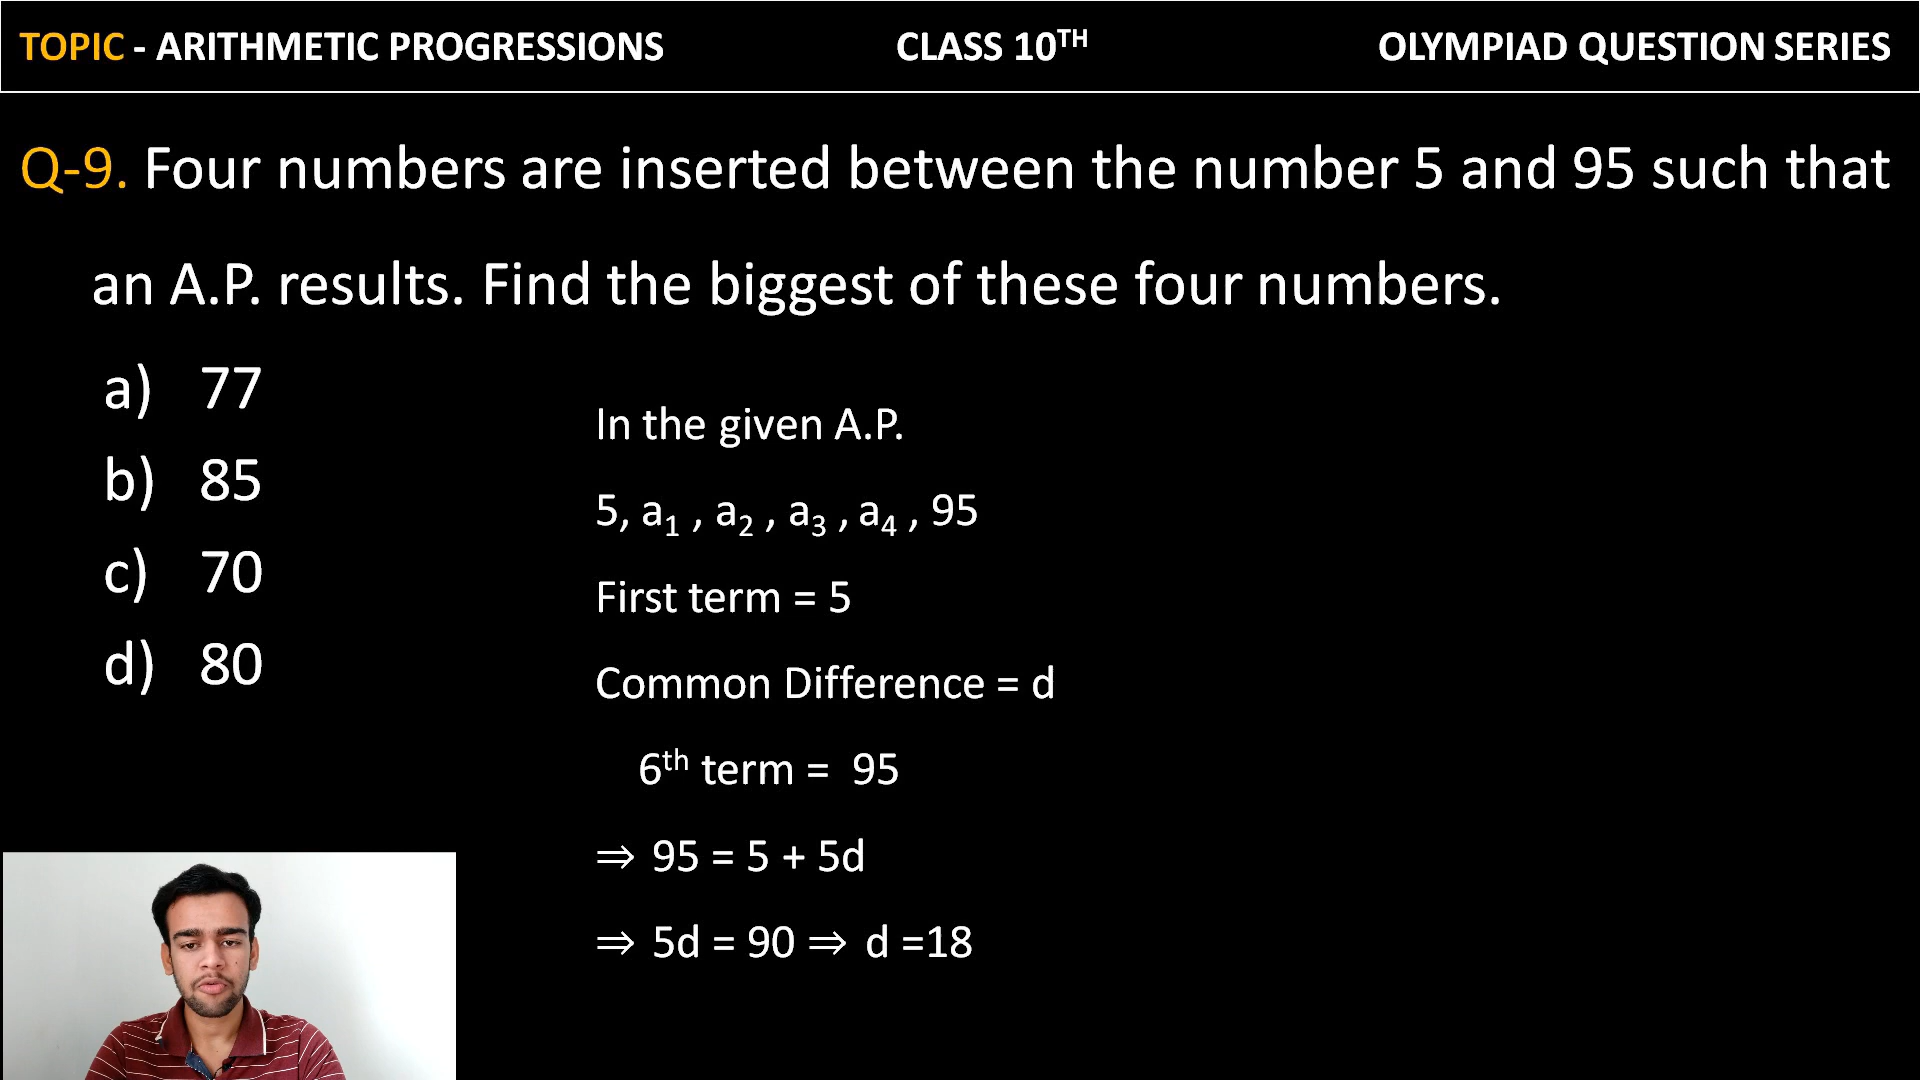 TOPIC - ARITHMETIC PROGRESSIONS CLASS 10TH OLYMPIAD QUESTION SERIES
Q-9. Four numbers are inserted between the number 5 and 95 such that
an A.P. results. Find the biggest of these four numbers.
a) 77
b) 85
c) 70
d) 80
In the given A.P.
5, a₁ , a₂ , a₃ , a₄ , 95
First term = 5
Common Difference = d
6ᵗʰ term = 95
⇒ 95 = 5 + 5d
⇒ 5d = 90 ⇒ d =18